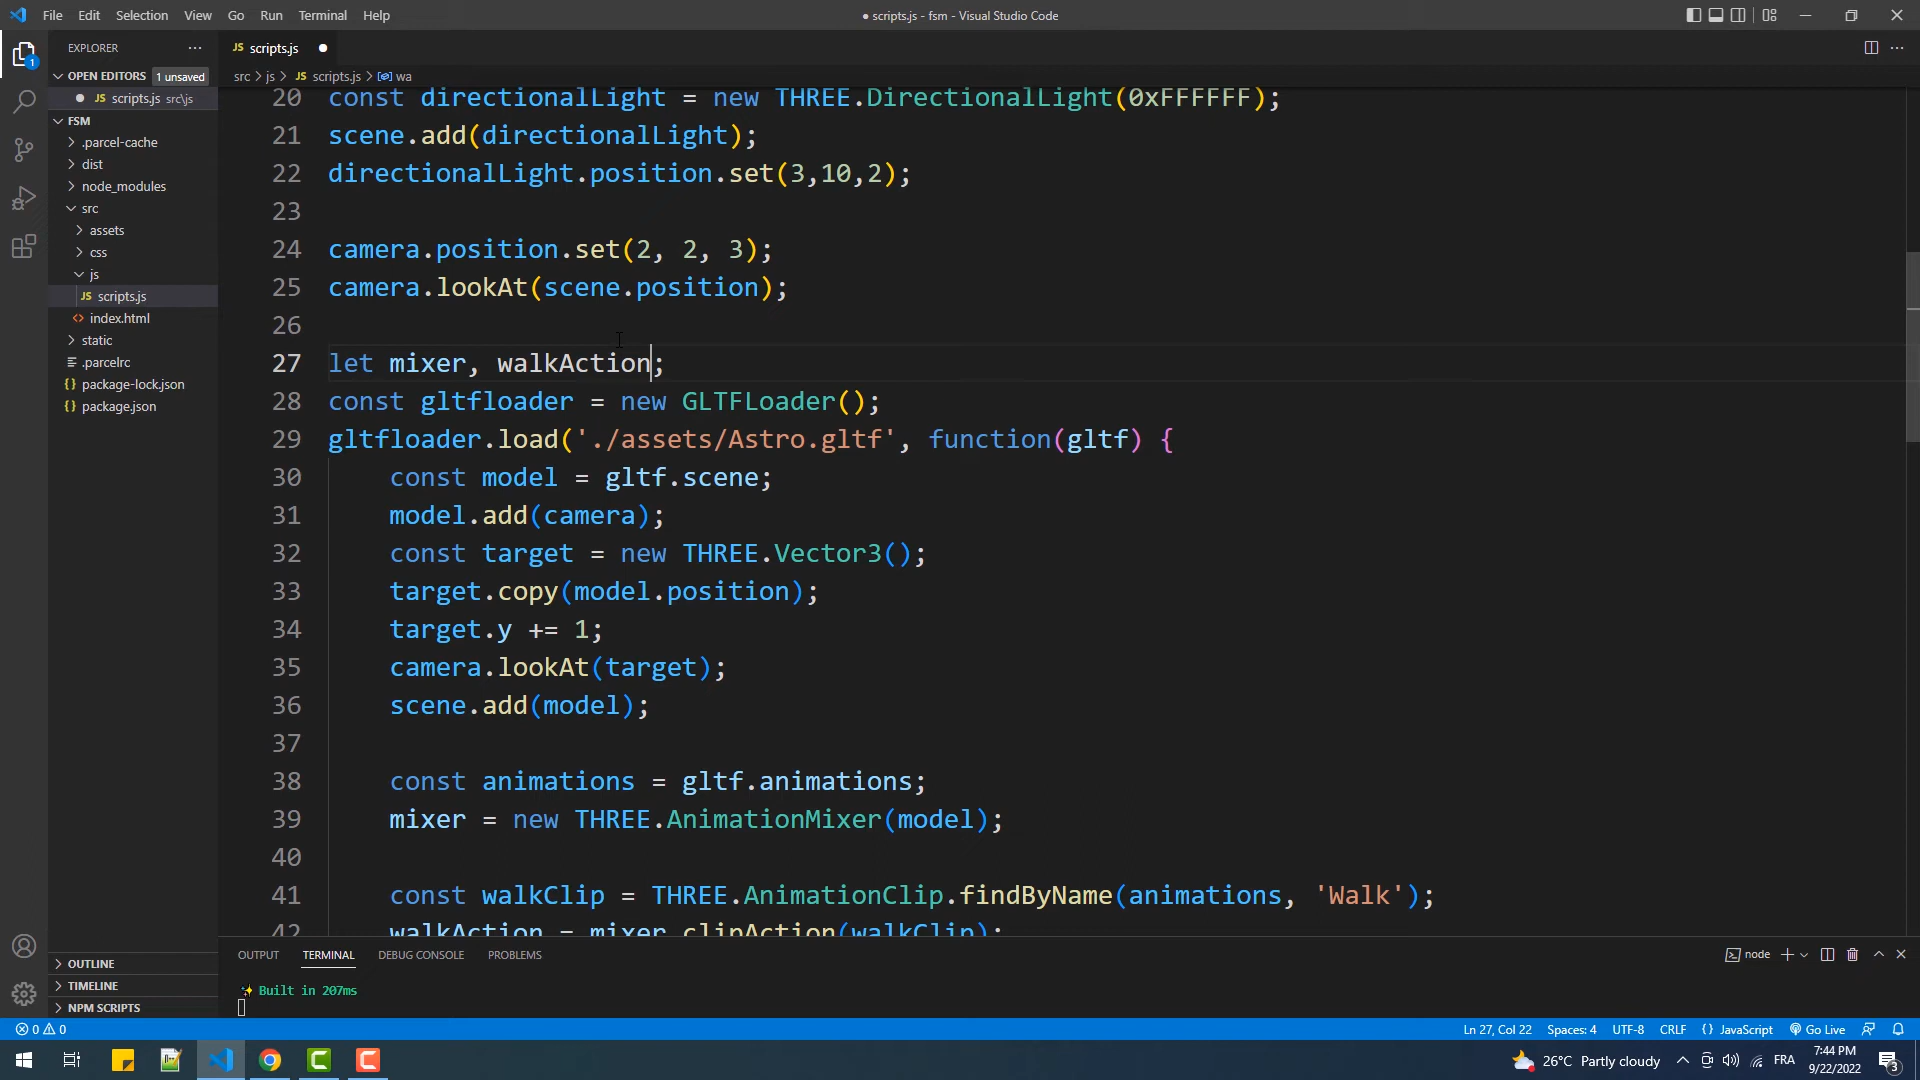 File Edit Selection View Go Run Terminal Help
● scripts.js - fsm - Visual Studio Code
EXPLORER
OPEN EDITORS 1 unsaved
JS scripts.js src\js
FSM
.parcel-cache
dist
node_modules
src
assets
css
js
JS scripts.js
index.html
static
.parcelrc
package-lock.json
package.json
OUTLINE
TIMELINE
NPM SCRIPTS
1
JS scripts.js
src > js > JS scripts.js > wa
20 const directionalLight = new THREE.DirectionalLight(0xFFFFFF);
21 scene.add(directionalLight);
22 directionalLight.position.set(3,10,2);
23
24 camera.position.set(2, 2, 3);
25 camera.lookAt(scene.position);
26
27 let mixer, walkAction;
28 const gltfloader = new GLTFLoader();
29 gltfloader.load('./assets/Astro.gltf', function(gltf) {
30 const model = gltf.scene;
31 model.add(camera);
32 const target = new THREE.Vector3();
33 target.copy(model.position);
34 target.y += 1;
35 camera.lookAt(target);
36 scene.add(model);
37
38 const animations = gltf.animations;
39 mixer = new THREE.AnimationMixer(model);
40
41 const walkClip = THREE.AnimationClip.findByName(animations, 'Walk');
42 walkAction = mixer.clipAction(walkClip);
OUTPUT TERMINAL DEBUG CONSOLE PROBLEMS
node
✨ Built in 207ms
0 0
Ln 27, Col 22 Spaces: 4 UTF-8 CRLF {} JavaScript Go Live
26°C Partly cloudy
FRA
7:44 PM
9/22/2022
3